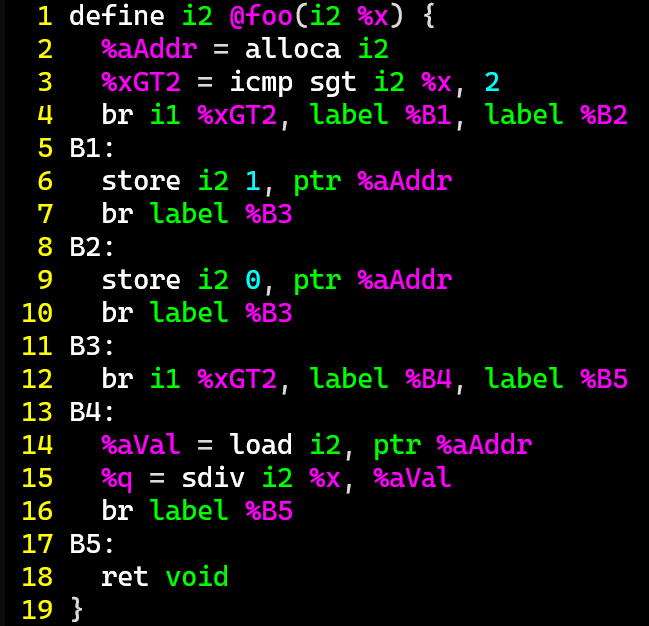 1 define i2 @foo(i2 %x) {
2   %aAddr = alloca i2
3   %xGT2 = icmp sgt i2 %x, 2
4   br i1 %xGT2, label %B1, label %B2
5 B1:
6   store i2 1, ptr %aAddr
7   br label %B3
8 B2:
9   store i2 0, ptr %aAddr
10   br label %B3
11 B3:
12   br i1 %xGT2, label %B4, label %B5
13 B4:
14   %aVal = load i2, ptr %aAddr
15   %q = sdiv i2 %x, %aVal
16   br label %B5
17 B5:
18   ret void
19 }